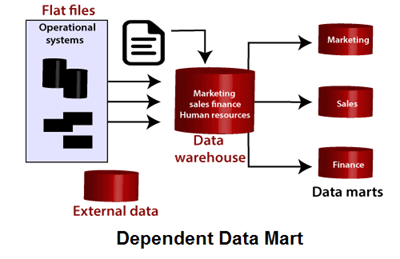 Flat files
Operational
systems
Marketing
sales finance
Human resources
Data
warehouse
External data
Marketing
Sales
Finance
Data marts
Dependent Data Mart